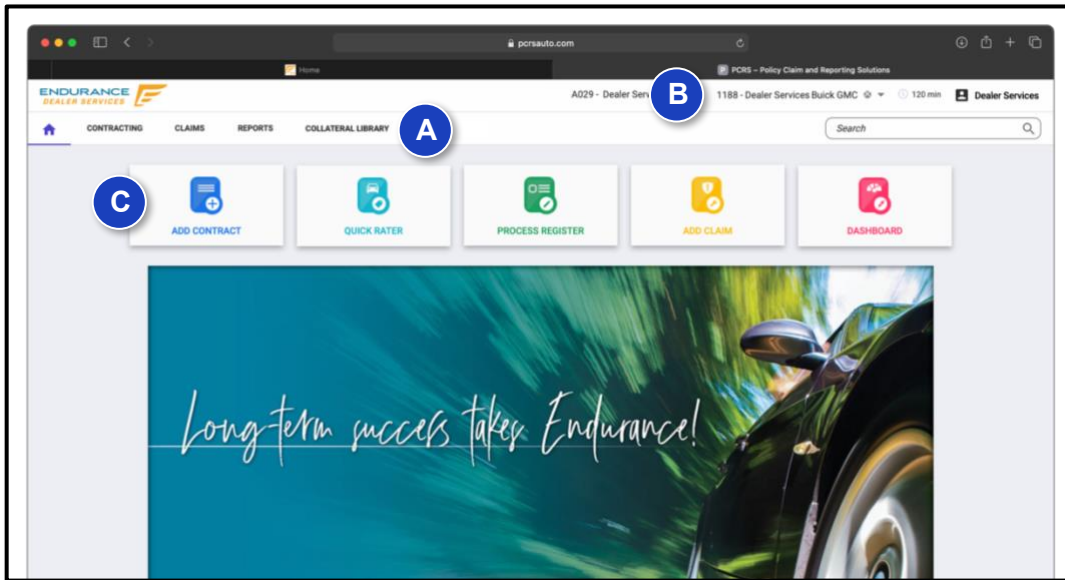 pcrsauto.com
Home
PCRS – Policy Claim and Reporting Solutions
ENDURANCE
DEALER SERVICES
A029 - Dealer Serv
B
1188 - Dealer Services Buick GMC
120 min
Dealer Services
CONTRACTING
CLAIMS
REPORTS
COLLATERAL LIBRARY
A
Search
C
ADD CONTRACT
QUICK RATER
PROCESS REGISTER
ADD CLAIM
DASHBOARD
Long-term success takes Endurance!